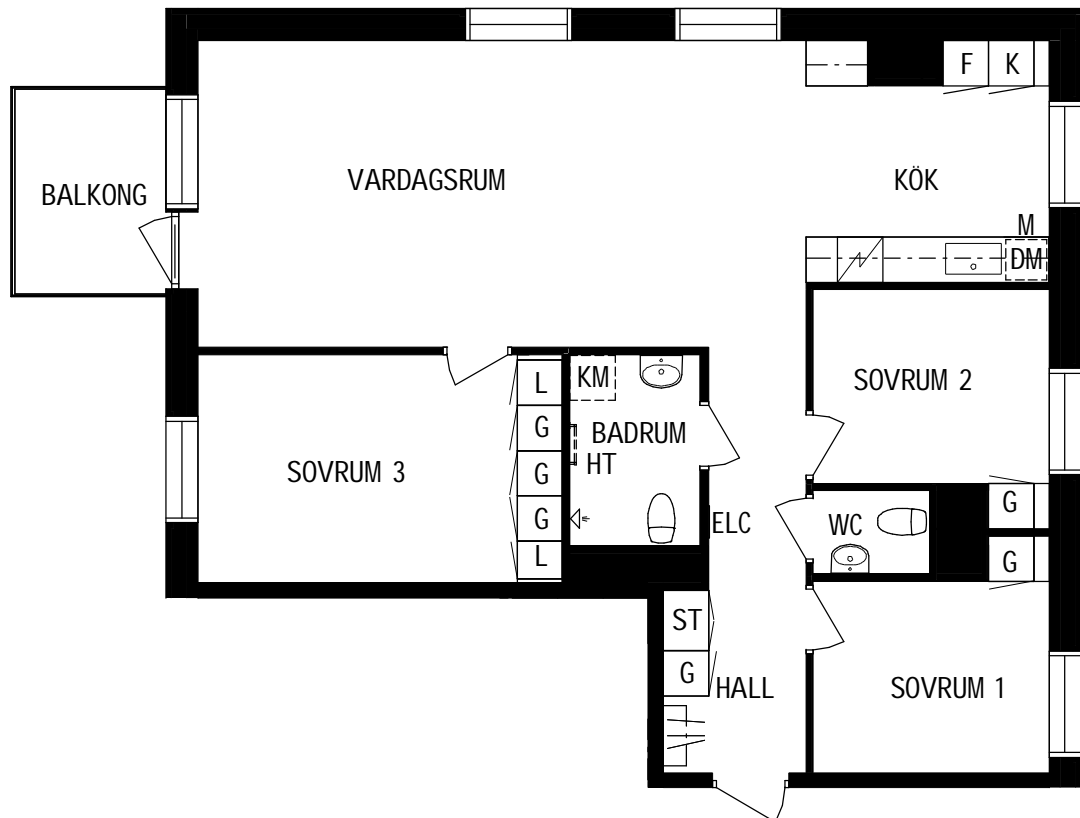 F K
BALKONG
VARDAGSRUM
KÖK
M
DM
L
KM
SOVRUM 2
G
BADRUM
SOVRUM 3
HT
G
G
G
ELC
WC
L
G
ST
G
HALL
SOVRUM 1